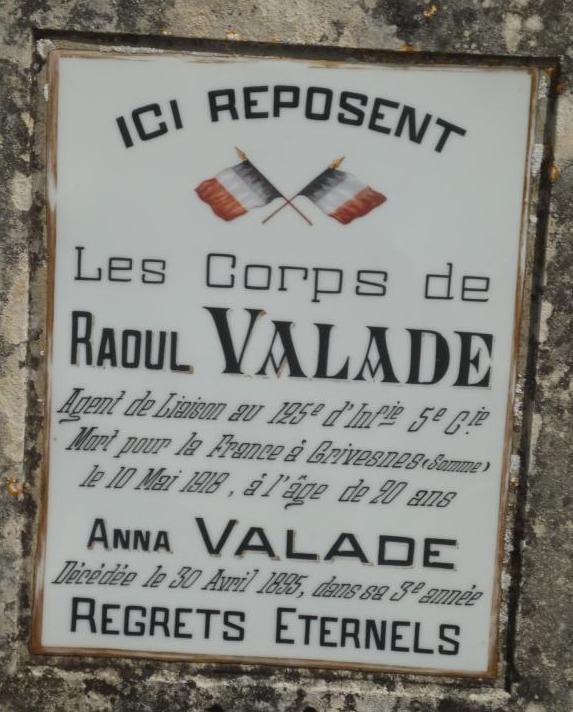 ICI REPOSENT
Les Corps de
RAOUL VALADE
Agent de Liaison au 125e d'Infie 5e Cie
Mort pour la France à Grivesnes (Somme)
le 10 Mai 1918, à l'âge de 20 ans
ANNA VALADE
Décédée le 30 Avril 1895, dans sa 3e année
REGRETS ETERNELS